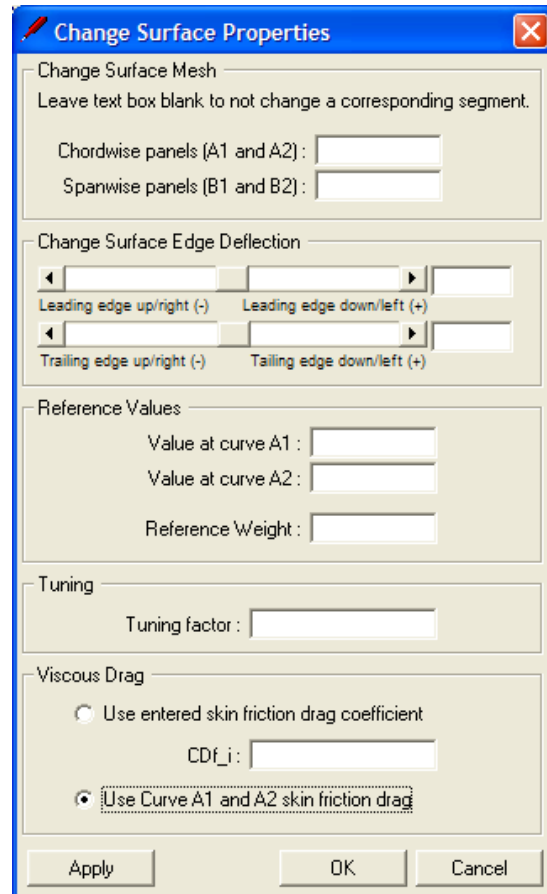 Change Surface Properties
Change Surface Mesh
Leave text box blank to not change a corresponding segment.
Chordwise panels (A1 and A2) :
Spanwise panels (B1 and B2) :
Change Surface Edge Deflection
Leading edge up/right (-) Leading edge down/left (+)
Trailing edge up/right (-) Tailing edge down/left (+)
Reference Values
Value at curve A1 :
Value at curve A2 :
Reference Weight :
Tuning
Tuning factor :
Viscous Drag
Use entered skin friction drag coefficient
CDf_i :
Use Curve A1 and A2 skin friction drag
Apply OK Cancel